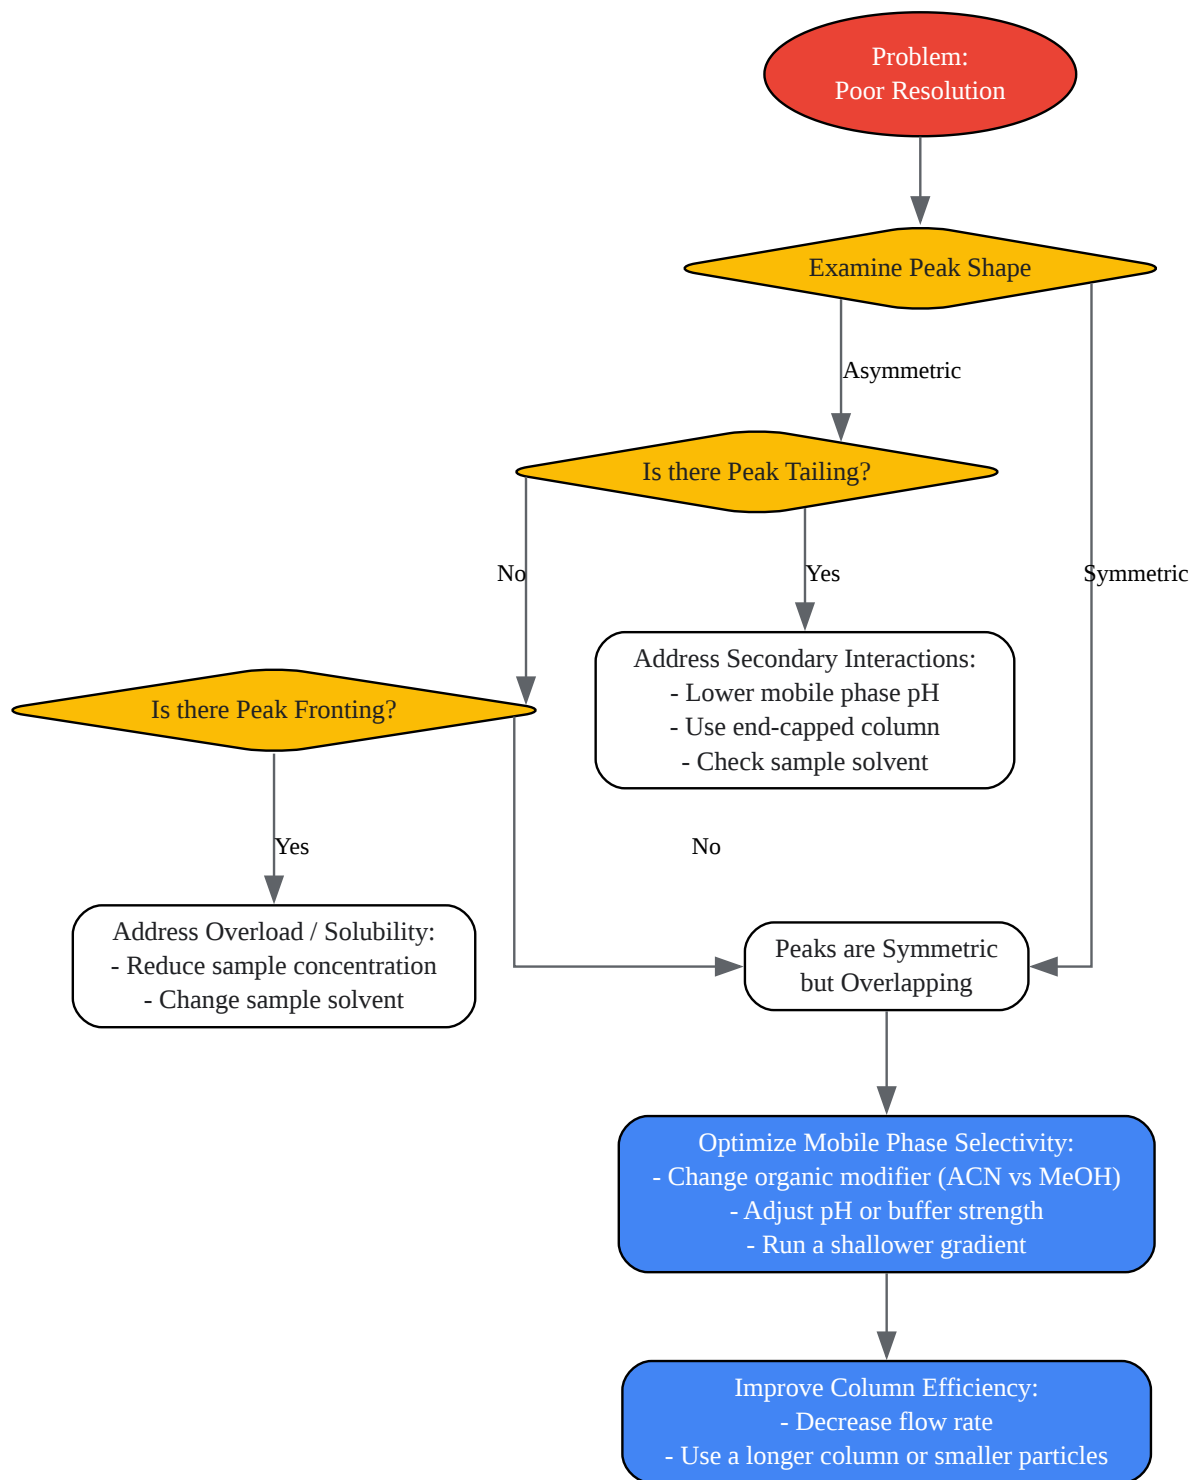 Problem:
Poor Resolution
Examine Peak Shape
Asymmetric
Is there Peak Tailing?
No
Yes
Symmetric
Address Secondary Interactions:
- Lower mobile phase pH
- Use end-capped column
- Check sample solvent
Is there Peak Fronting?
Yes
No
Address Overload / Solubility:
- Reduce sample concentration
- Change sample solvent
Peaks are Symmetric
but Overlapping
Optimize Mobile Phase Selectivity:
- Change organic modifier (ACN vs MeOH)
- Adjust pH or buffer strength
- Run a shallower gradient
Improve Column Efficiency:
- Decrease flow rate
- Use a longer column or smaller particles